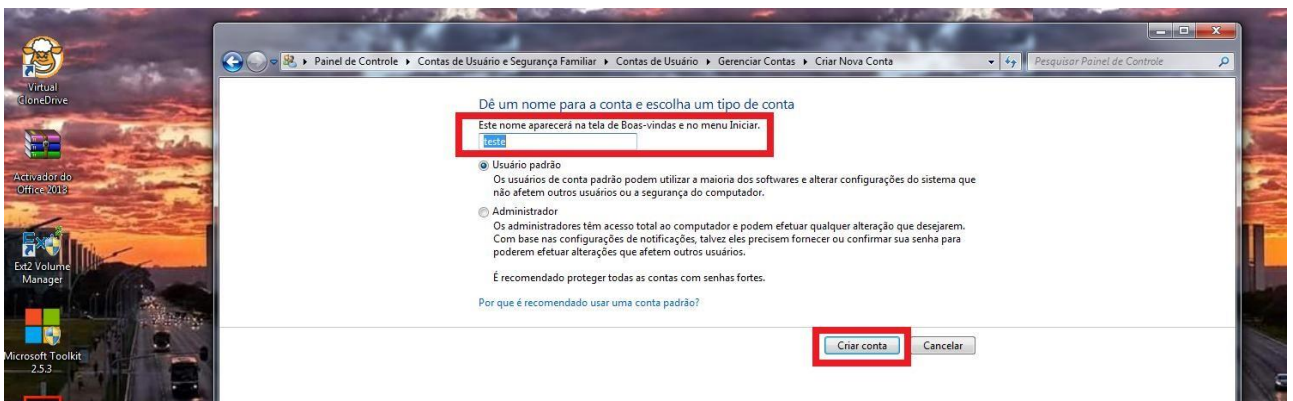 Virtual
CloneDrive
Activador do
Office 2013
Ext2 Volume
Manager
Microsoft Toolkit
2.5.3
Painel de Controle
Contas de Usuário e Segurança Familiar
Contas de Usuário
Gerenciar Contas
Criar Nova Conta
Pesquisar Painel de Controle
Dê um nome para a conta e escolha um tipo de conta
Este nome aparecerá na tela de Boas-vindas e no menu Iniciar.
teste
Usuário padrão
Os usuários de conta padrão podem utilizar a maioria dos softwares e alterar configurações do sistema que
não afetem outros usuários ou a segurança do computador.
Administrador
Os administradores têm acesso total ao computador e podem efetuar qualquer alteração que desejarem.
Com base nas configurações de notificações, talvez eles precisem fornecer ou confirmar sua senha para
poderem efetuar alterações que afetem outros usuários.
É recomendado proteger todas as contas com senhas fortes.
Por que é recomendado usar uma conta padrão?
Criar conta
Cancelar